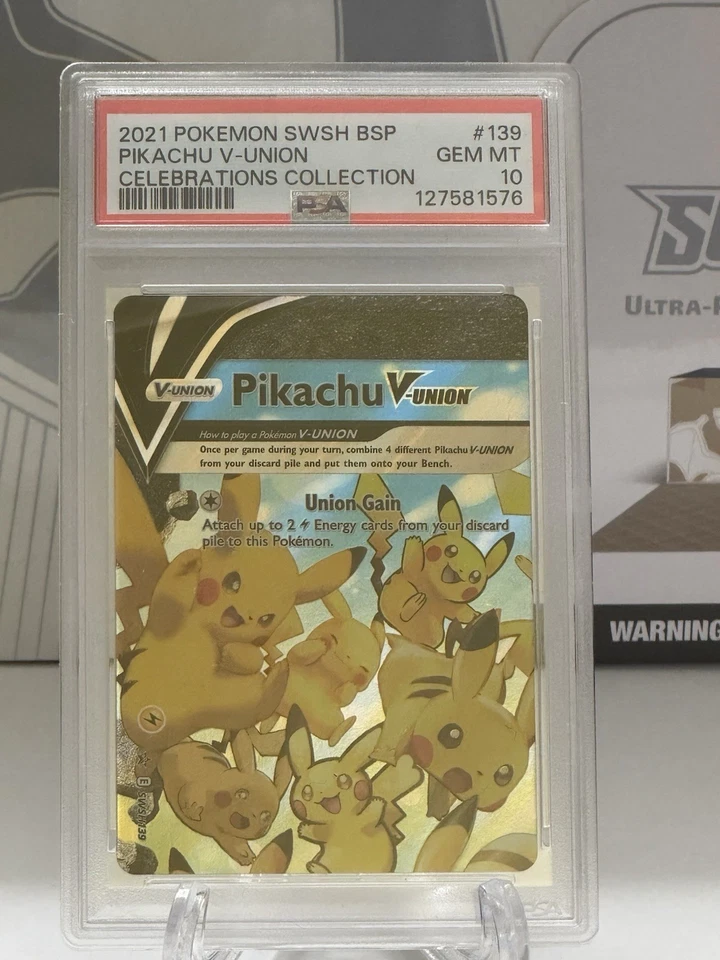 2021 POKEMON SWSH BSP #139
PIKACHU V-UNION GEM MT
CELEBRATIONS COLLECTION 10
PSA 127581576
V-UNION
Pikachu V-UNION
How to play a Pokémon V-UNION
Once per game during your turn, combine 4 different Pikachu V-UNION
from your discard pile and put them onto your Bench.
Union Gain
Attach up to 2 Energy cards from your discard
pile to this Pokémon.
E SWSH139
PSA
WARNING